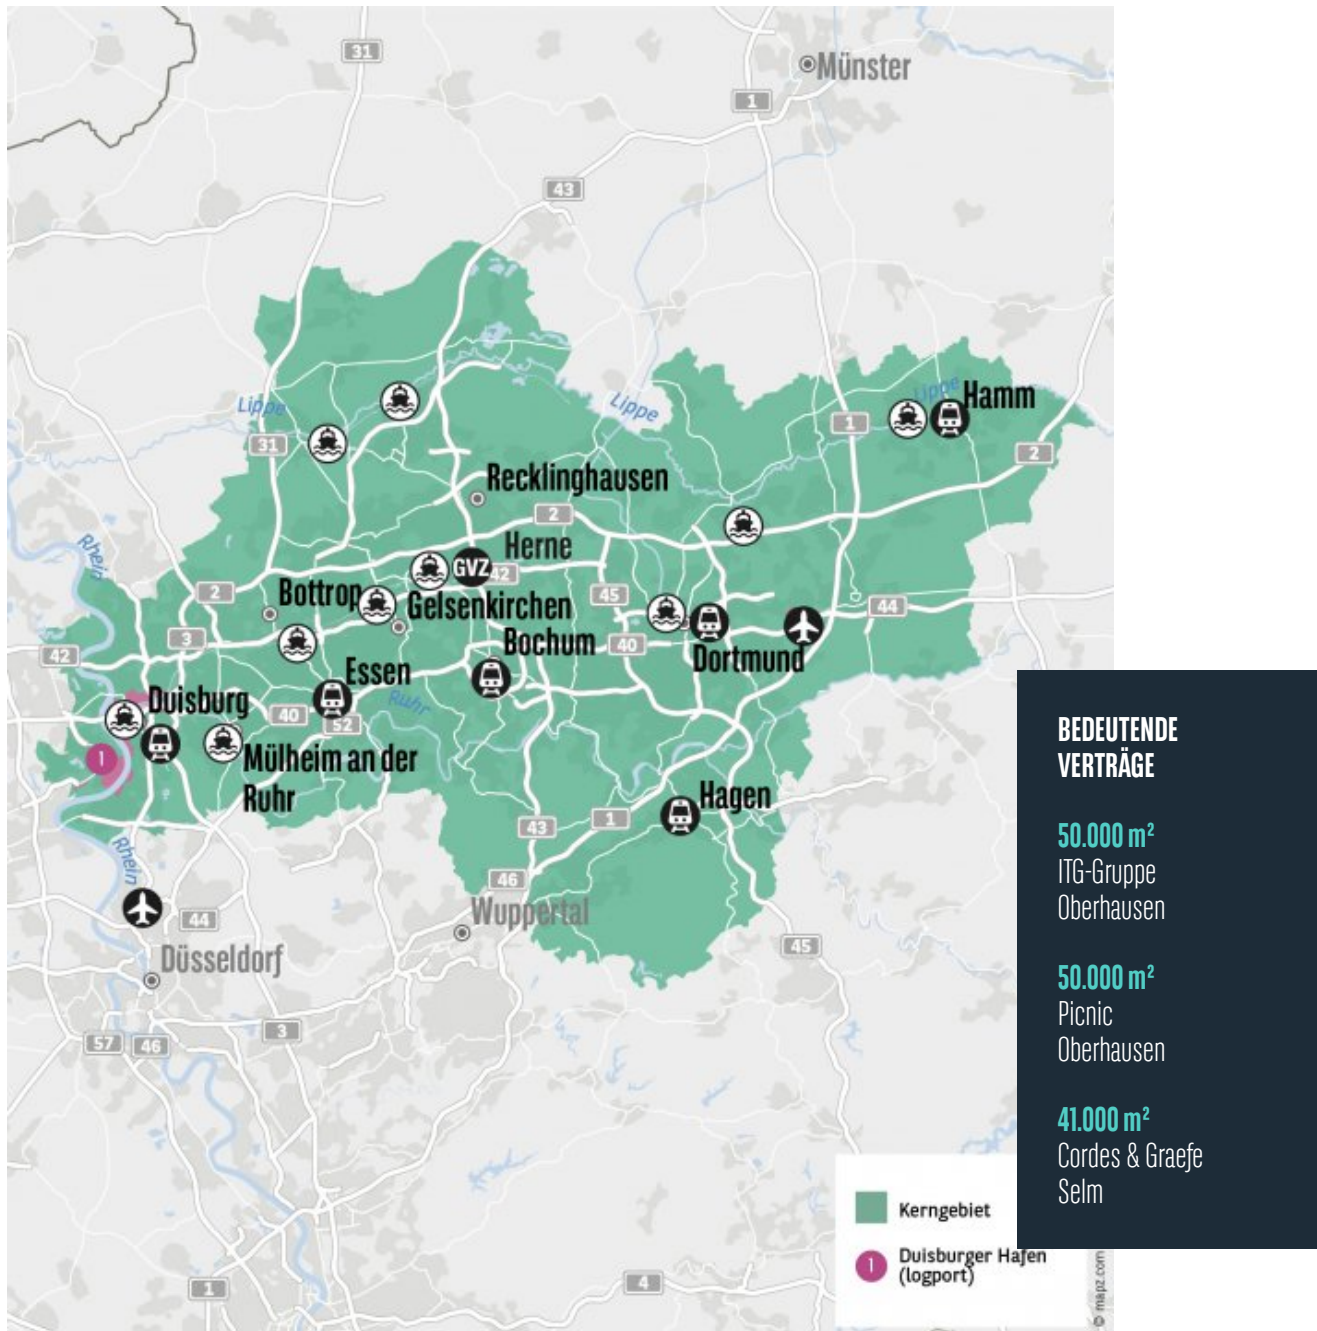 31
Münster
1
43
Lippe
Lippe
Lippe
Hamm
31
1
2
Recklinghausen
2
Rhein
Herne
GVZ
42
2
Bottrop
Gelsenkirchen
45
44
3
Bochum
40
42
Dortmund
Essen
Duisburg
Ruhr
40
52
1
Mülheim an der
Ruhr
Hagen
43
1
Rhein
46
44
Wuppertal
45
Düsseldorf
3
57
46
4
1
BEDEUTENDE
VERTRÄGE
50.000 m²
ITG-Gruppe
Oberhausen
50.000 m²
Picnic
Oberhausen
41.000 m²
Cordes & Graefe
Selm
Kerngebiet
1
Duisburger Hafen
(logport)
© mapz.com